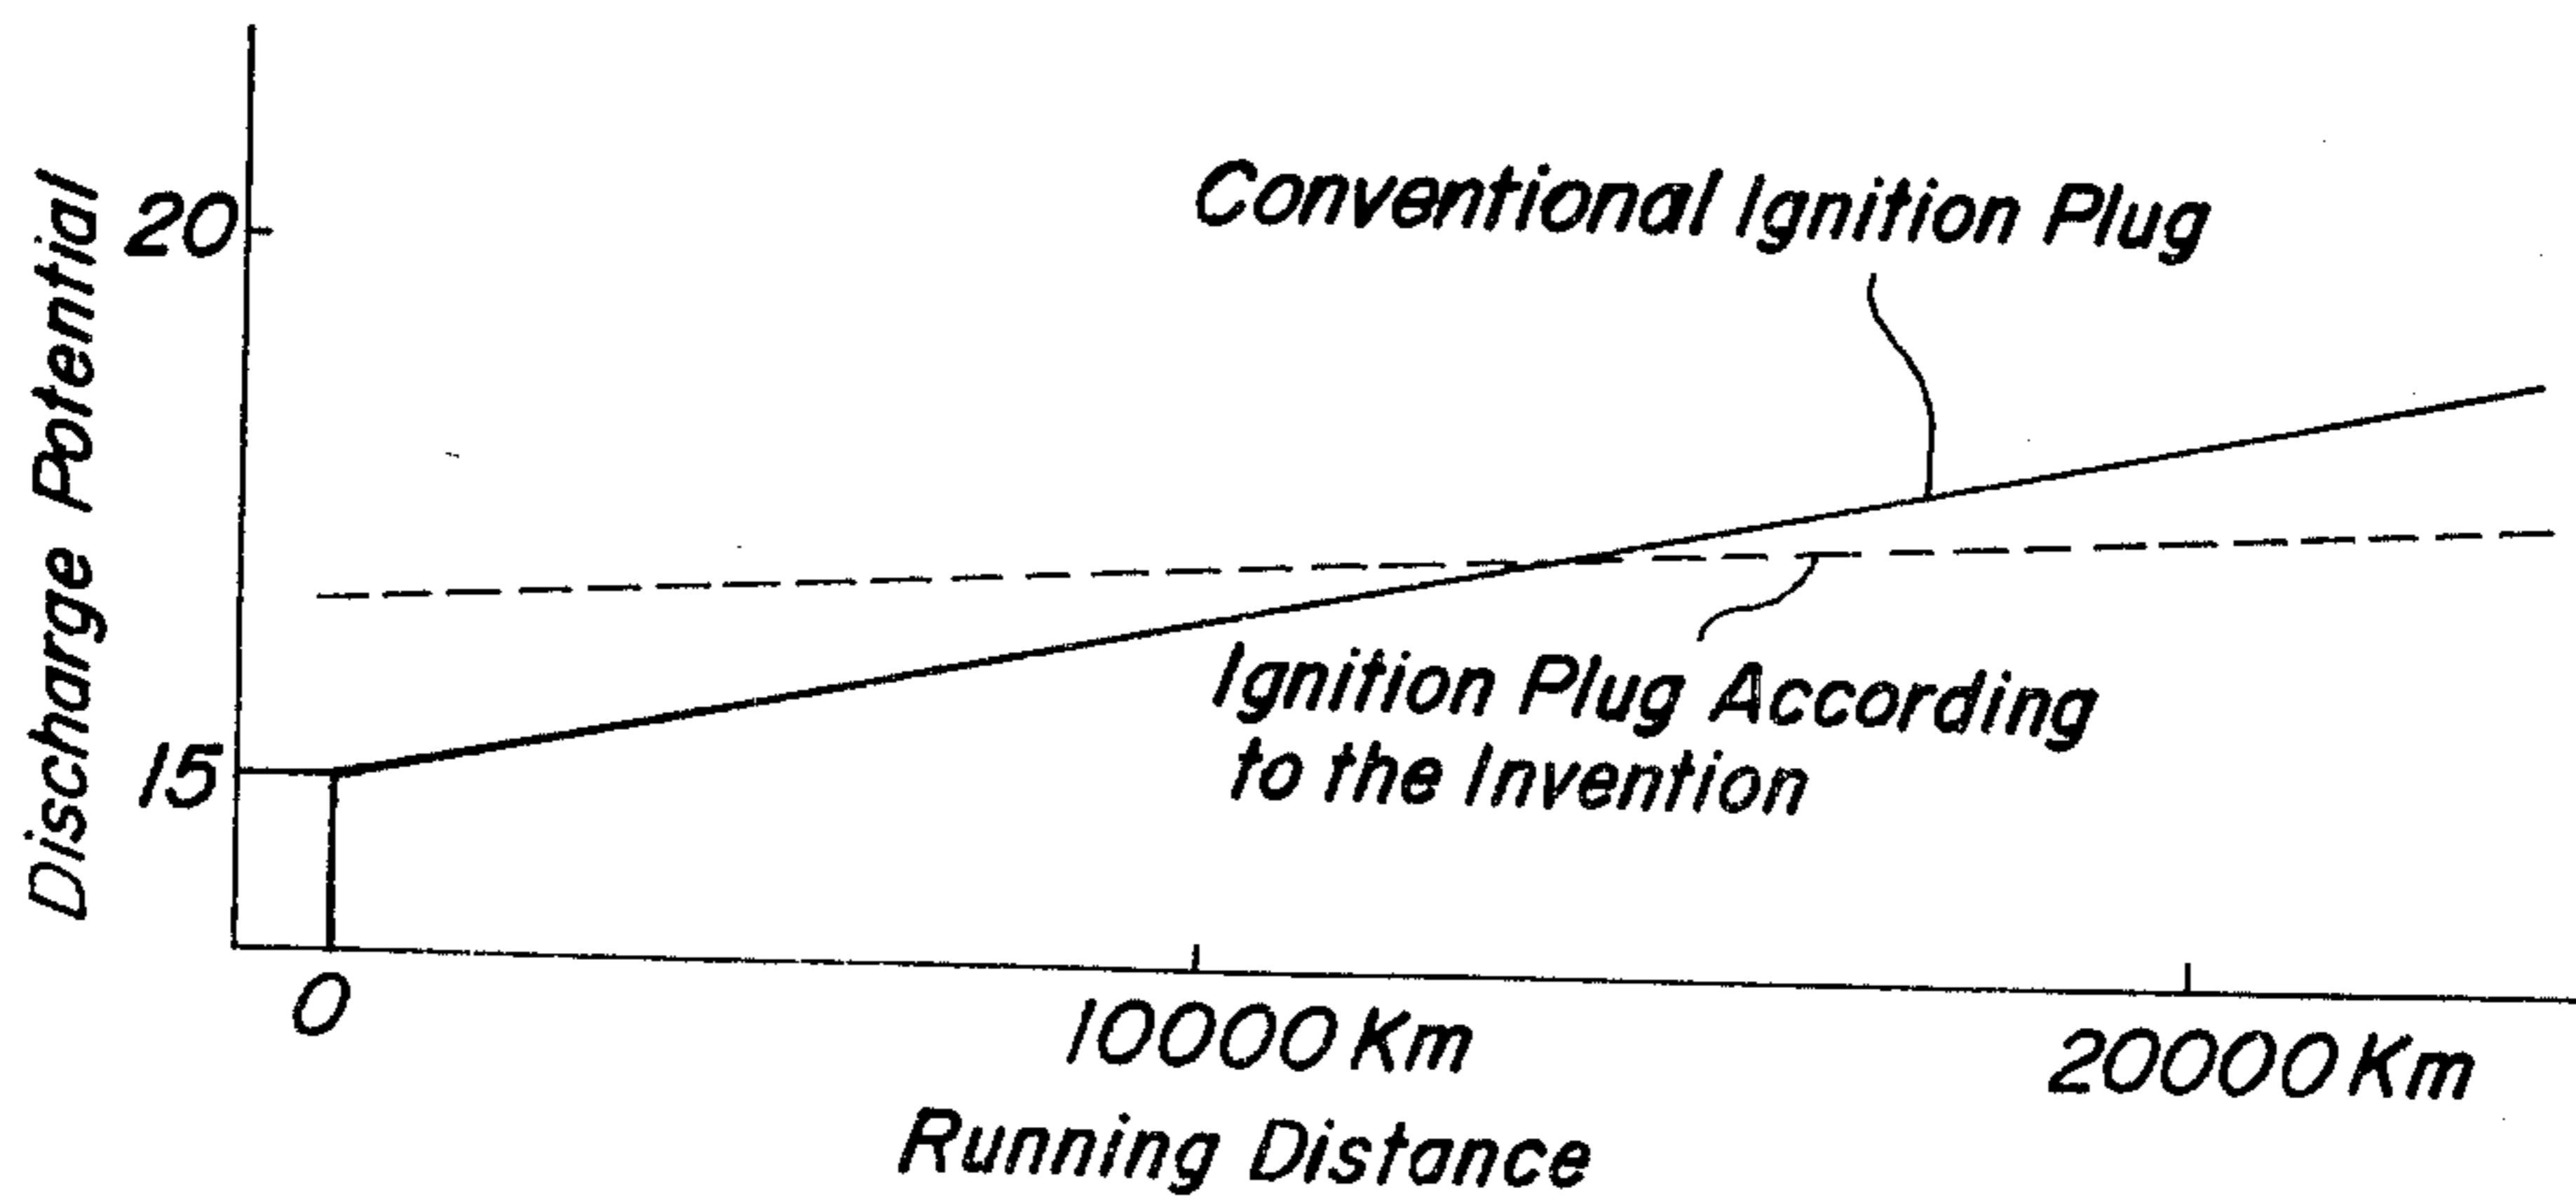 Discharge Potential
20
15
Conventional Ignition Plug
Ignition Plug According
to the Invention
0
10000 Km
20000 Km
Running Distance